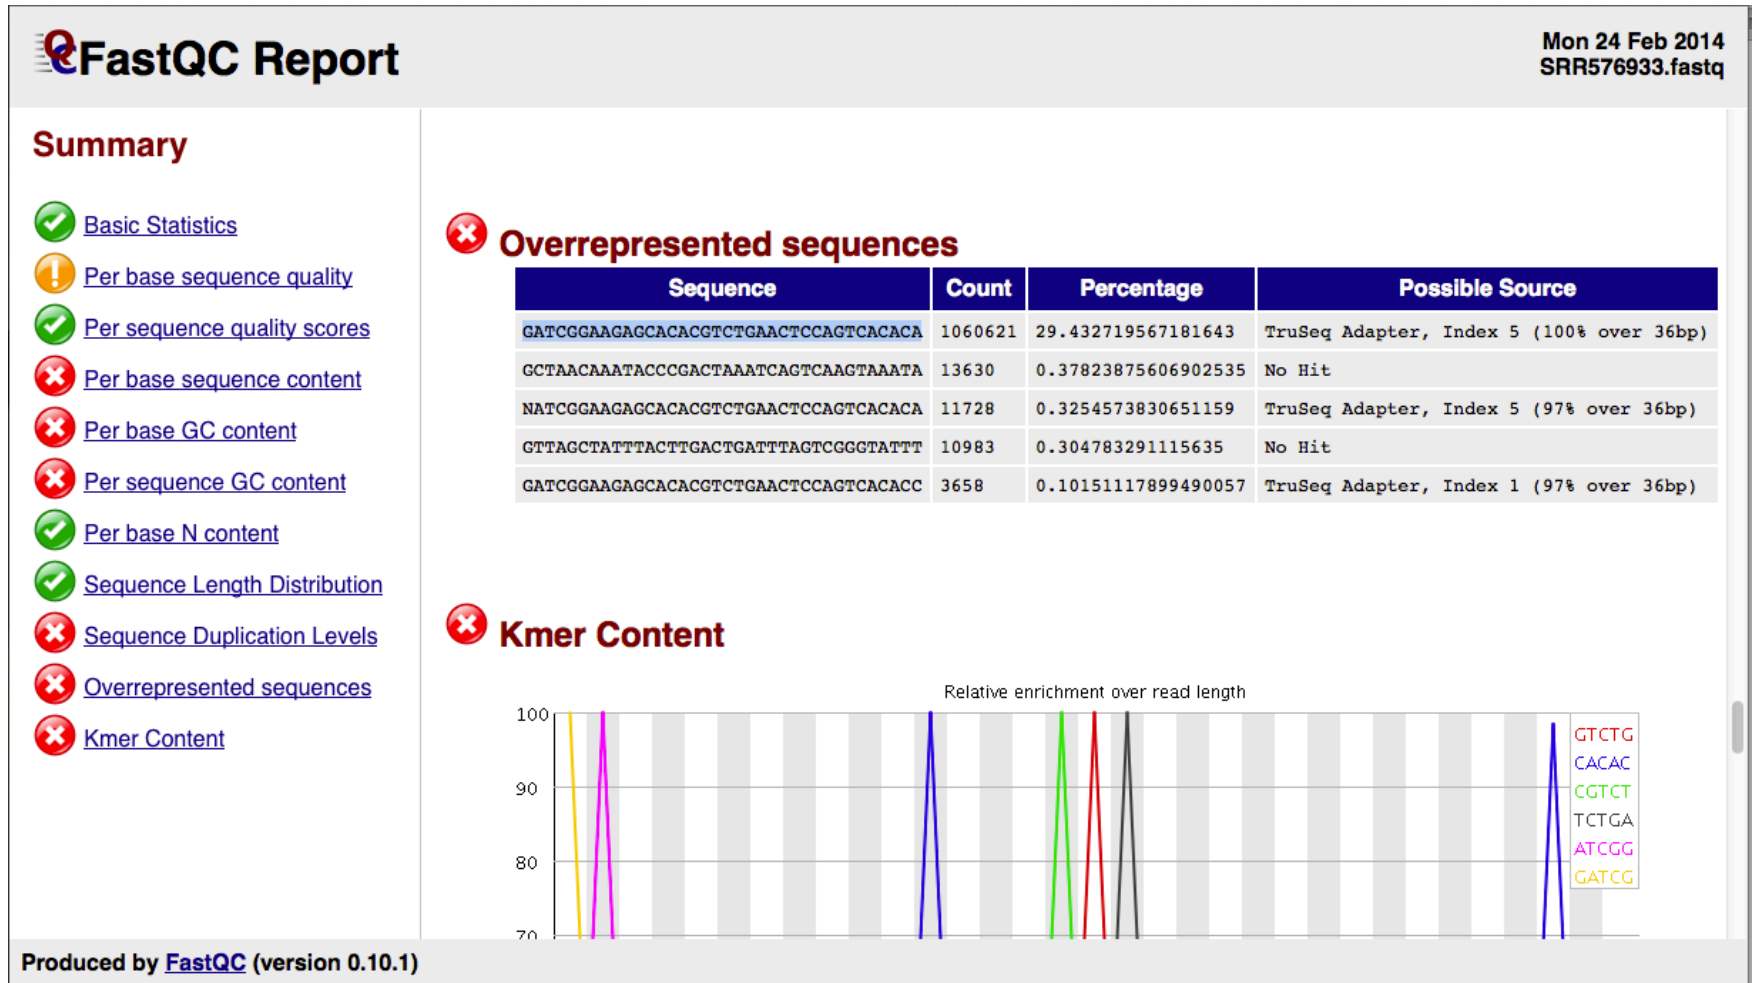 FastQC Report
Mon 24 Feb 2014
SRR576933.fastq
Summary
Basic Statistics
Per base sequence quality
Per sequence quality scores
Per base sequence content
Per base GC content
Per sequence GC content
Per base N content
Sequence Length Distribution
Sequence Duplication Levels
Overrepresented sequences
Kmer Content
Overrepresented sequences
Sequence Count Percentage Possible Source
GATCGGAAGAGCACACGTCTGAACTCCAGTCACACA 1060621 29.432719567181643 TruSeq Adapter, Index 5 (100% over 36bp)
GCTAACAAATACCCGACTAAATCAGTCAAGTAAATA 13630 0.37823875606902535 No Hit
NATCGGAAGAGCACACGTCTGAACTCCAGTCACACA 11728 0.3254573830651159 TruSeq Adapter, Index 5 (97% over 36bp)
GTTAGCTATTTACTTGACTGATTTAGTCGGGTATTT 10983 0.304783291115635 No Hit
GATCGGAAGAGCACACGTCTGAACTCCAGTCACACC 3658 0.10151117899490057 TruSeq Adapter, Index 1 (97% over 36bp)
Kmer Content
Relative enrichment over read length
100
90
80
70
GTCTG
CACAC
CGTCT
TCTGA
ATCGG
GATCG
Produced by FastQC (version 0.10.1)